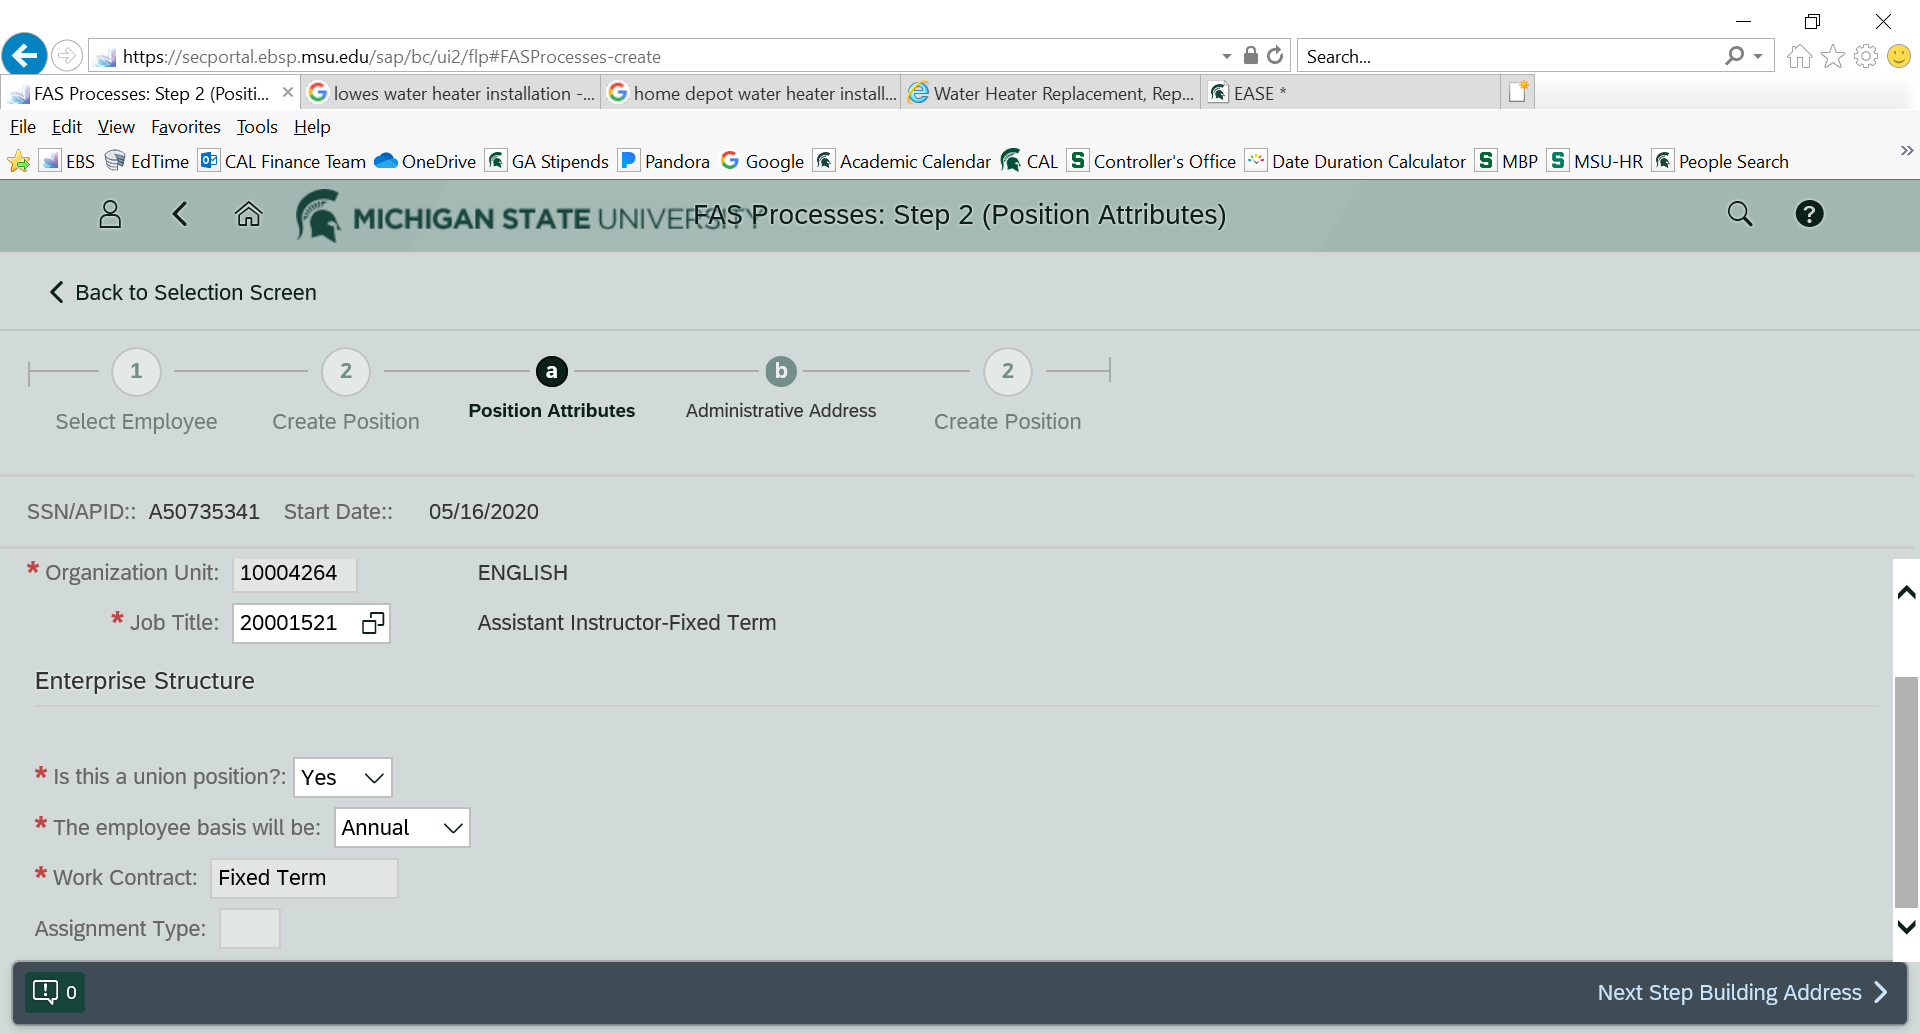 https://secportal.ebsp.msu.edu/sap/bc/ui2/flp#FASProcesses-create
Search...
FAS Processes: Step 2 (Positi...
lowes water heater installation -...
home depot water heater install...
Water Heater Replacement, Rep...
EASE *
File Edit View Favorites Tools Help
EBS EdTime CAL Finance Team OneDrive GA Stipends Pandora Google Academic Calendar CAL Controller's Office Date Duration Calculator MBP MSU-HR People Search
MICHIGAN STATE UNIVERSITY
FAS Processes: Step 2 (Position Attributes)
Back to Selection Screen
1 2 a b 2
Select Employee Create Position Position Attributes Administrative Address Create Position
SSN/APID:: A50735341 Start Date:: 05/16/2020
* Organization Unit: 10004264 ENGLISH
* Job Title: 20001521 Assistant Instructor-Fixed Term
Enterprise Structure
* Is this a union position?: Yes
* The employee basis will be: Annual
* Work Contract: Fixed Term
Assignment Type:
0
Next Step Building Address